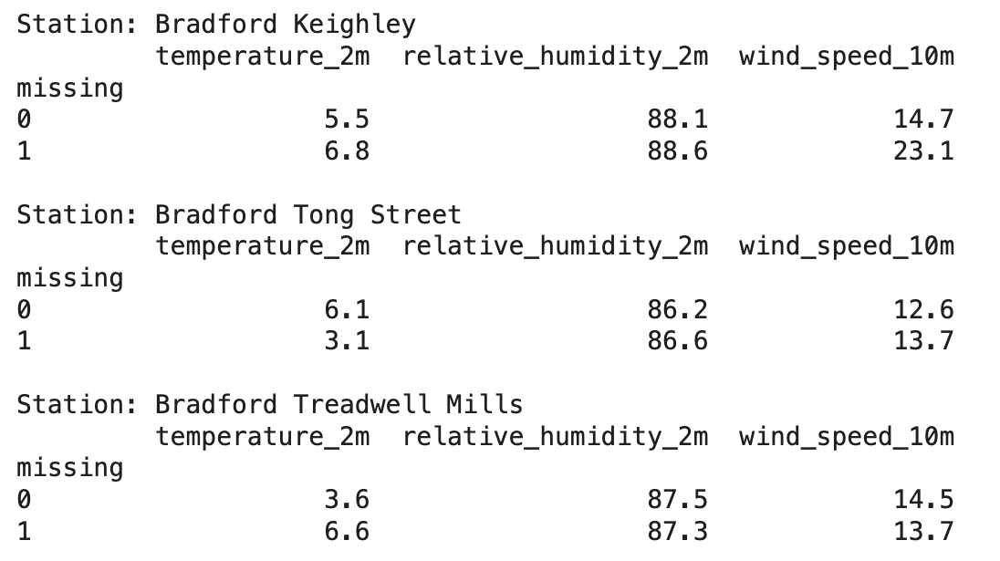 Station: Bradford Keighley
temperature_2m relative_humidity_2m wind_speed_10m
missing
0 5.5 88.1 14.7
1 6.8 88.6 23.1
Station: Bradford Tong Street
temperature_2m relative_humidity_2m wind_speed_10m
missing
0 6.1 86.2 12.6
1 3.1 86.6 13.7
Station: Bradford Treadwell Mills
temperature_2m relative_humidity_2m wind_speed_10m
missing
0 3.6 87.5 14.5
1 6.6 87.3 13.7